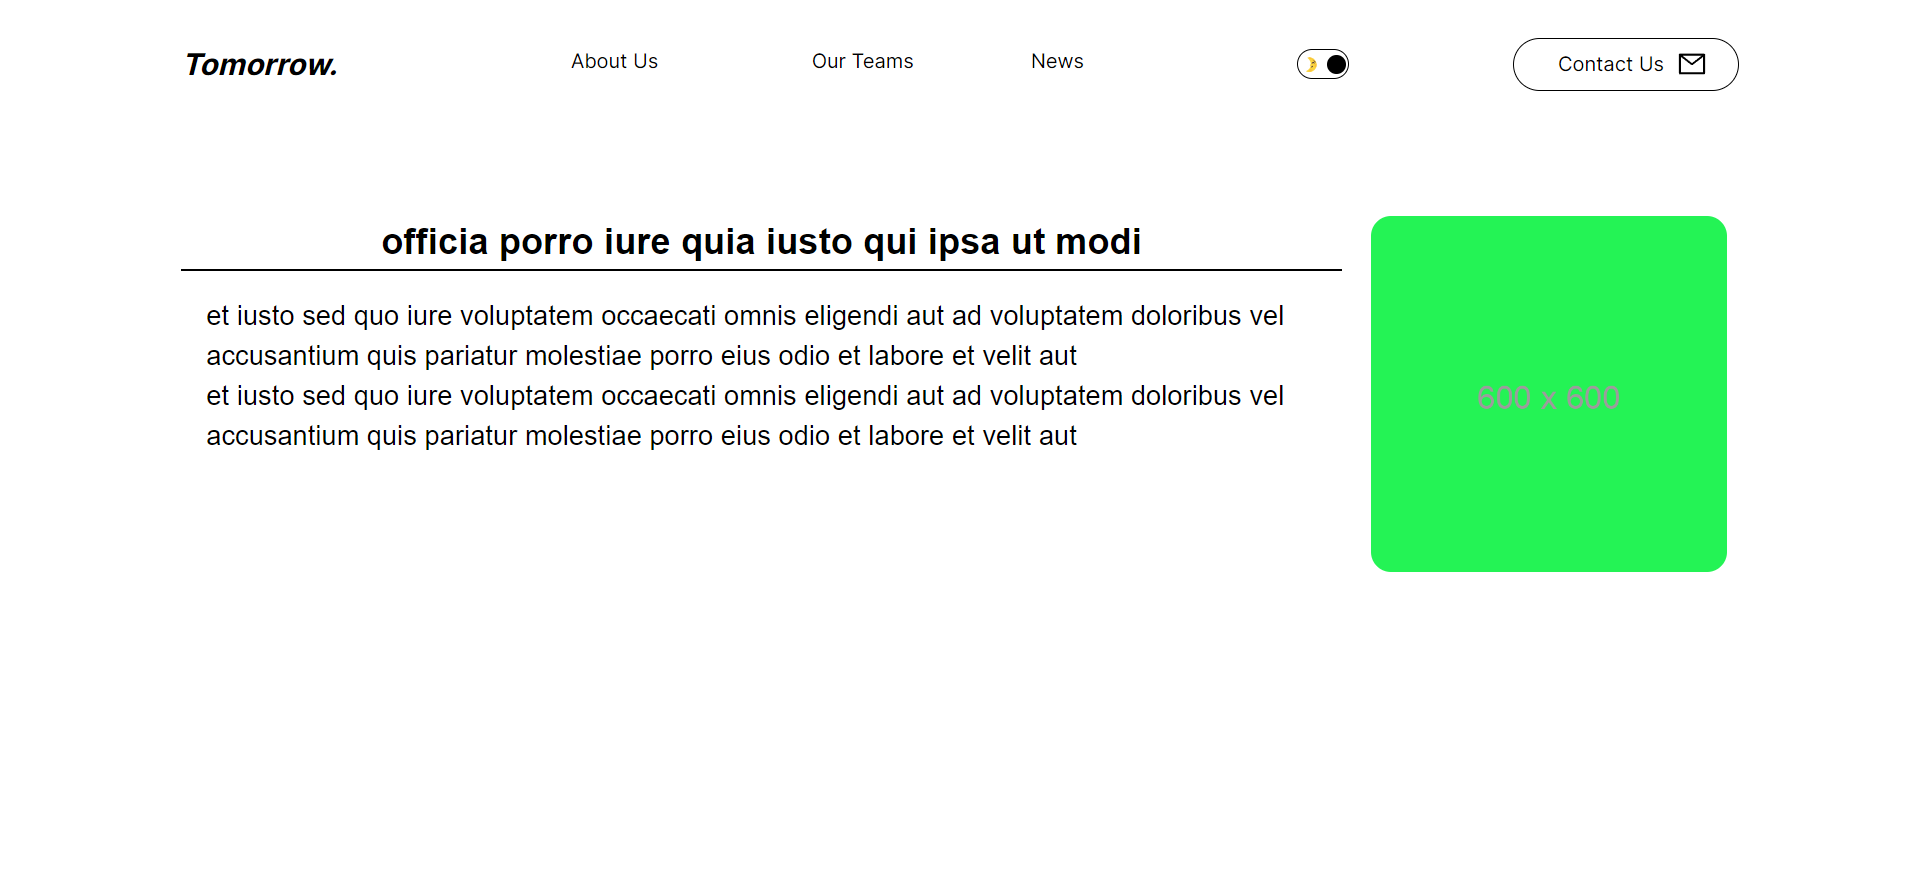 Tomorrow.
About Us
Our Teams
News
Contact Us
officia porro iure quia iusto qui ipsa ut modi
et iusto sed quo iure voluptatem occaecati omnis eligendi aut ad voluptatem doloribus vel
accusantium quis pariatur molestiae porro eius odio et labore et velit aut
et iusto sed quo iure voluptatem occaecati omnis eligendi aut ad voluptatem doloribus vel
accusantium quis pariatur molestiae porro eius odio et labore et velit aut
600 x 600